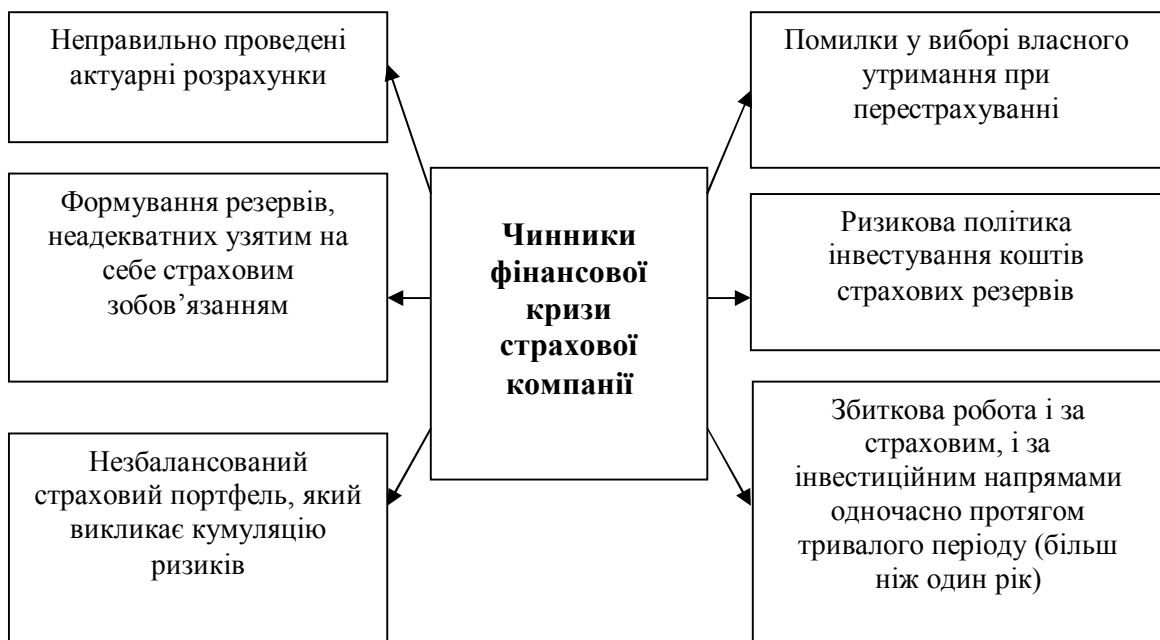 Неправильно проведені
актуарні розрахунки
Формування резервів,
неадекватних узятим на
себе страховим
зобов’язанням
Незбалансований
страховий портфель, який
викликає кумуляцію
ризиків
Чинники
фінансової
кризи
страхової
компанії
Помилки у виборі власного
утримання при
перестрахуванні
Ризикова політика
інвестування коштів
страхових резервів
Збиткова робота і за
страховим, і за
інвестиційним напрямами
одночасно протягом
тривалого періоду (більш
ніж один рік)